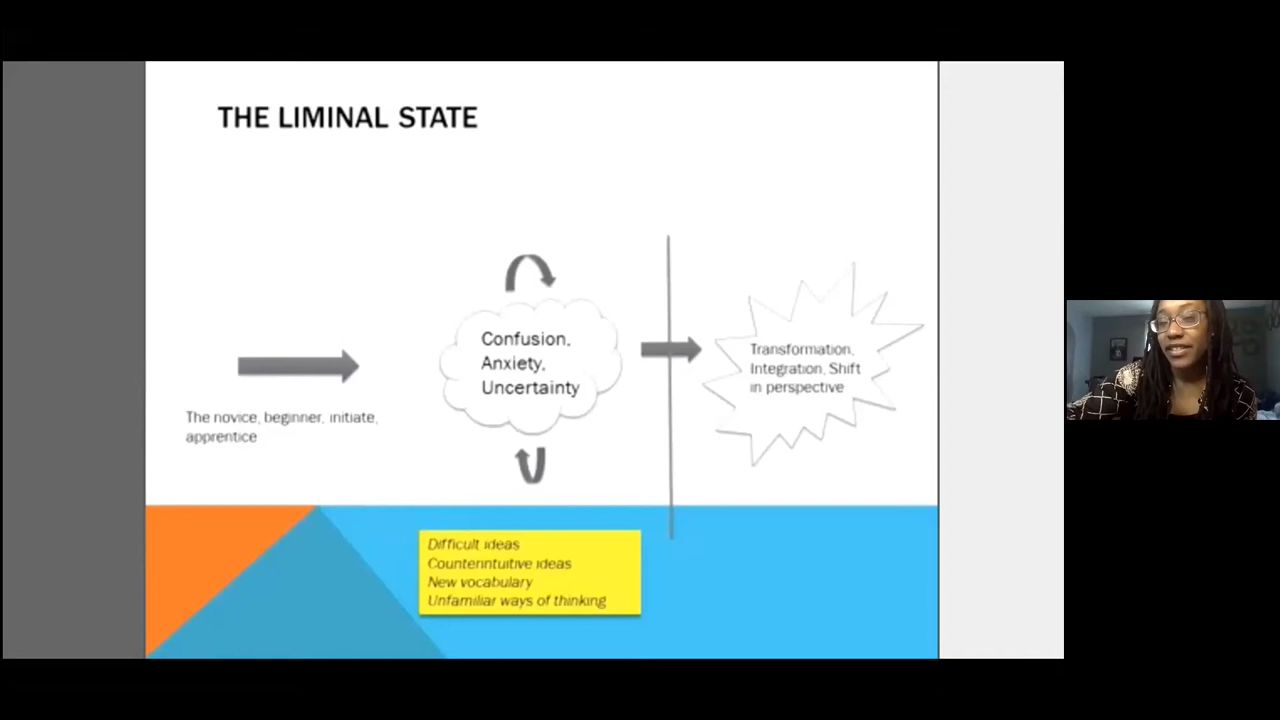 THE LIMINAL STATE
The novice, beginner, initiate,
apprentice
Confusion,
Anxiety,
Uncertainty
Transformation,
Integration, Shift
in perspective
Difficult ideas
Counterintuitive ideas
New vocabulary
Unfamiliar ways of thinking